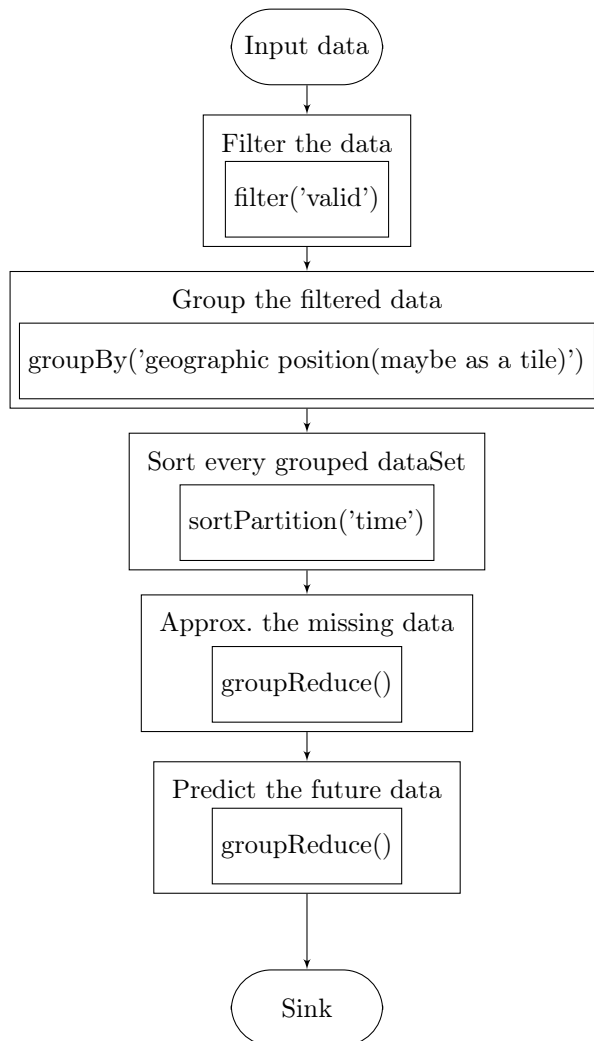 Input data
Filter the data
filter('valid')
Group the filtered data
groupBy('geographic position(maybe as a tile)')
Sort every grouped dataSet
sortPartition('time')
Approx. the missing data
groupReduce()
Predict the future data
groupReduce()
Sink